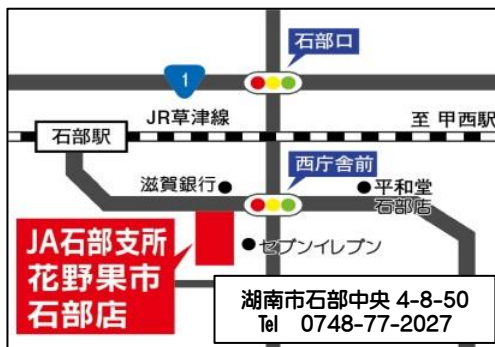 石部口
1
JR草津線
至 甲西駅
石部駅
西庁舎前
滋賀銀行
平和堂
石部店
JA石部支所
花野果市
石部店
セブンイレブン
湖南市石部中央 4-8-50
Tel 0748-77-2027